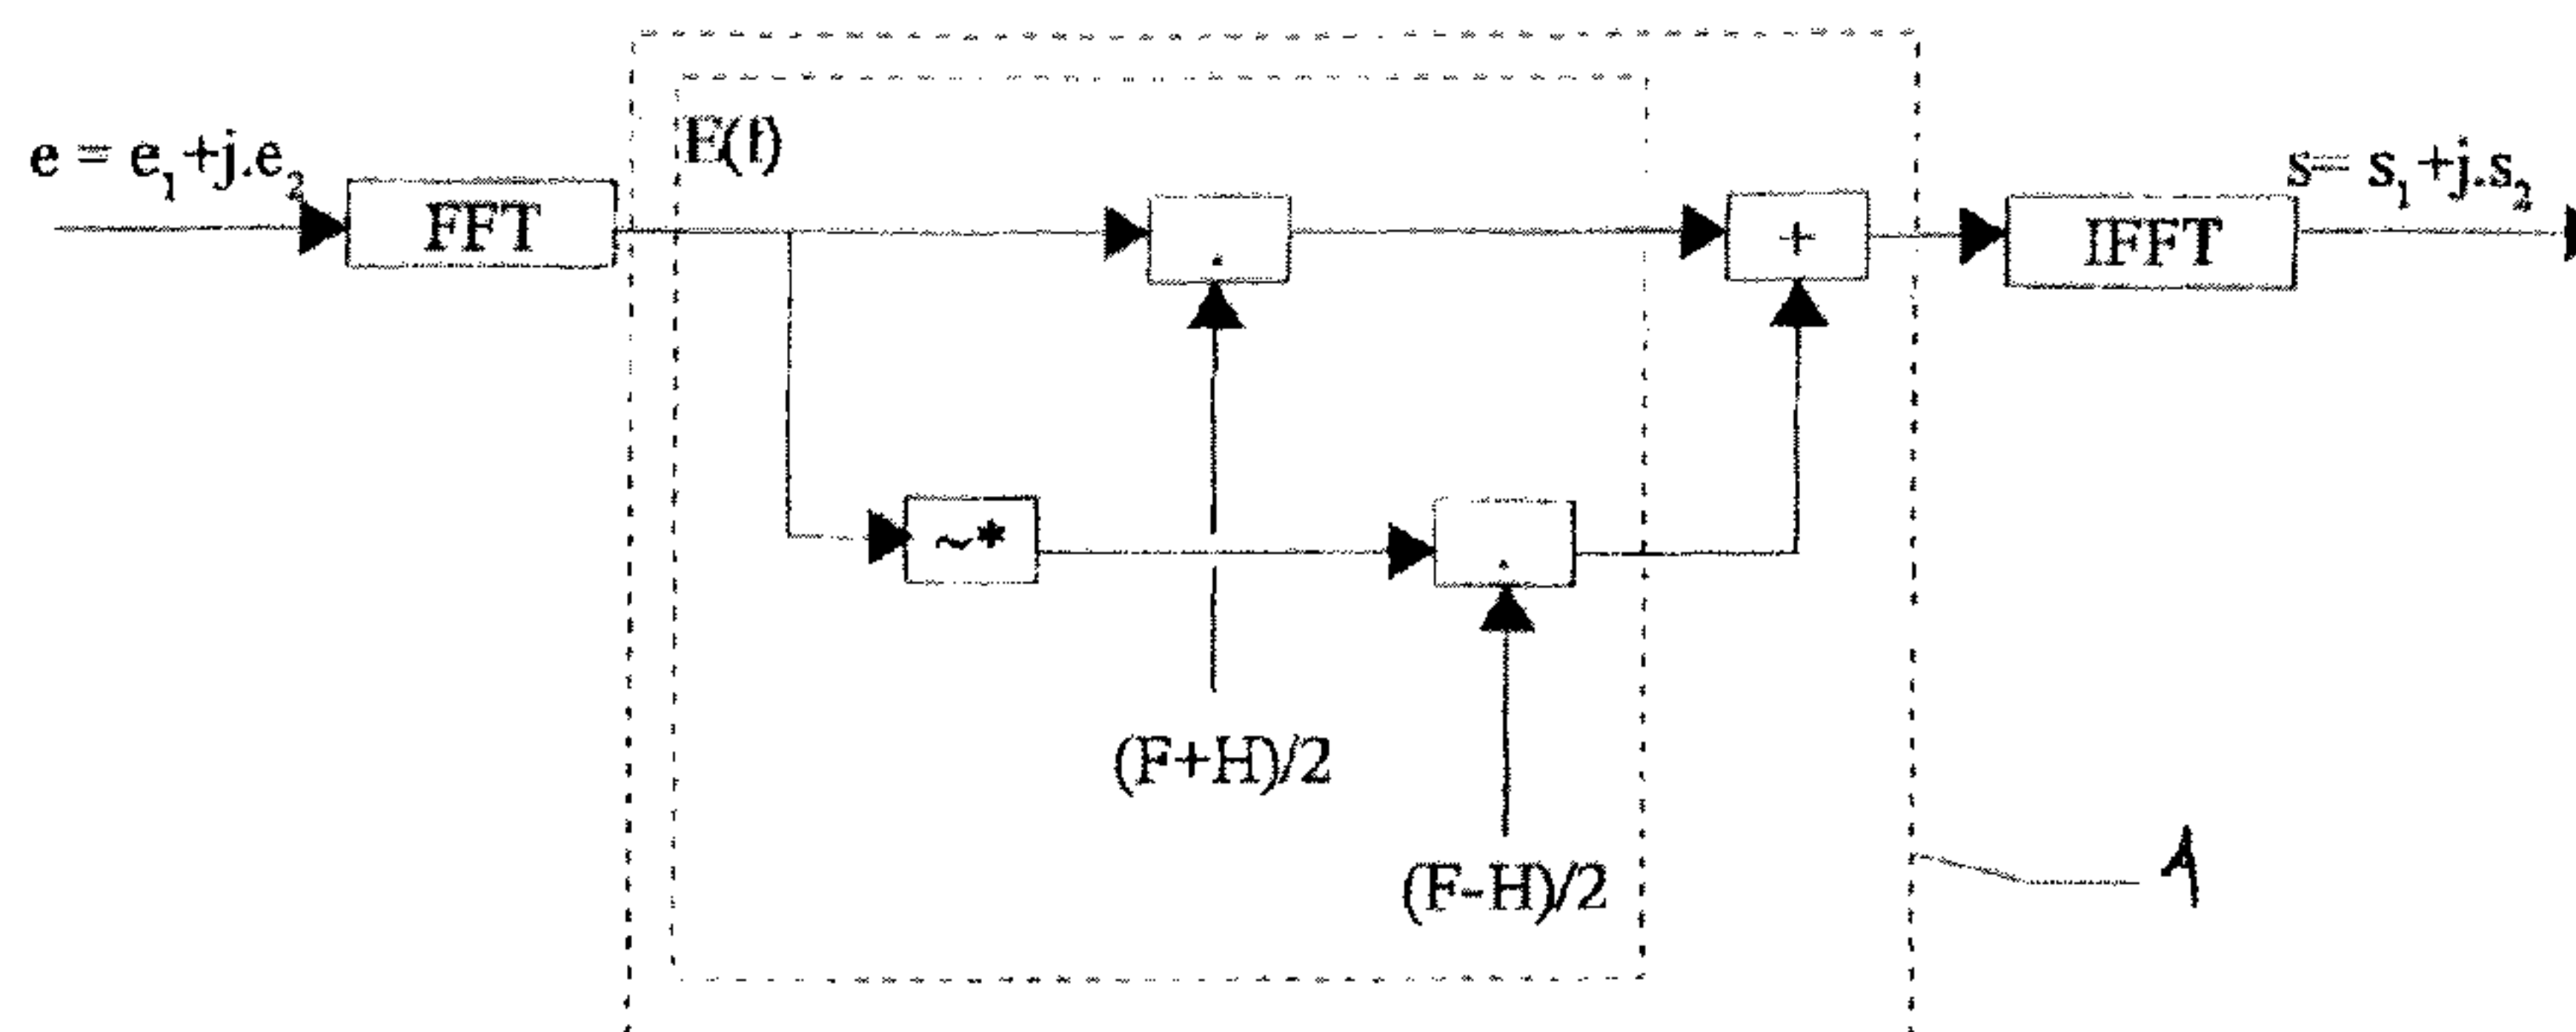 e = e₁+j.e₂
FFT
E(f)
.
+
IFFT
s= s₁+j.s₂
~*
.
(F+H)/2
(F-H)/2
1